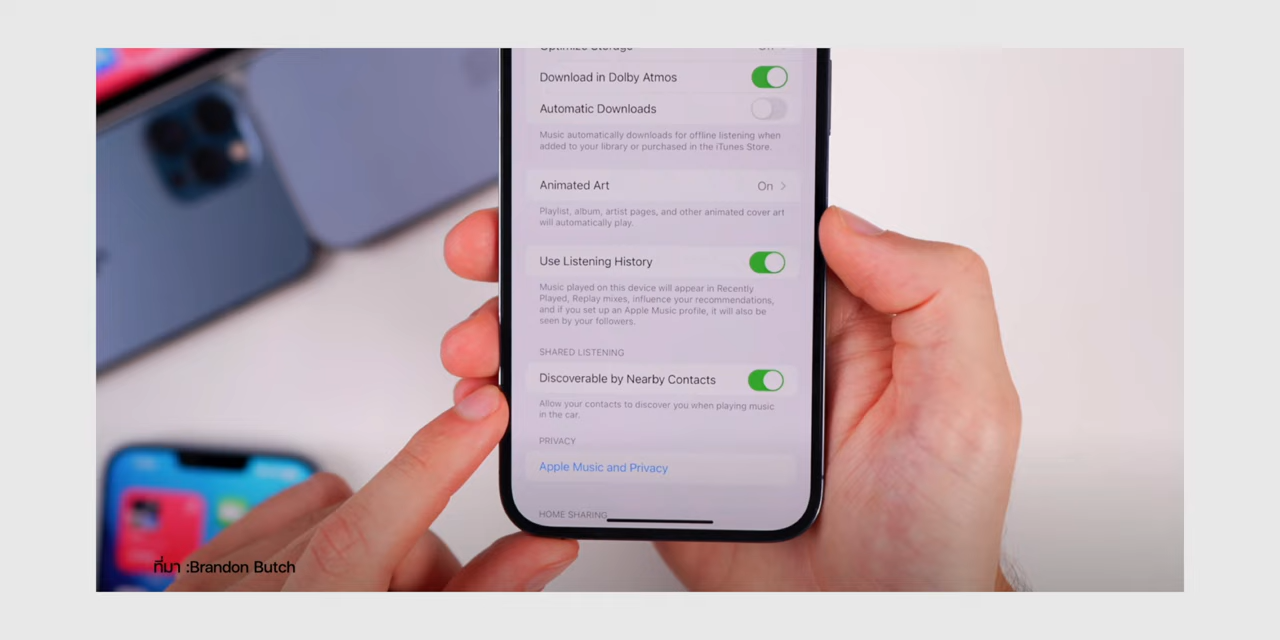 Optimize Storage
Download in Dolby Atmos
Automatic Downloads
Music automatically downloads for offline listening when
added to your library or purchased in the iTunes Store.
Animated Art On
Playlist, album, artist pages, and other animated cover art
will automatically play.
Use Listening History
Music played on this device will appear in Recently
Played, Replay mixes, influence your recommendations,
and if you set up an Apple Music profile, it will also be
seen by your followers.
SHARED LISTENING
Discoverable by Nearby Contacts
Allow your contacts to discover you when playing music
in the car.
PRIVACY
Apple Music and Privacy
HOME SHARING
ที่มา :Brandon Butch